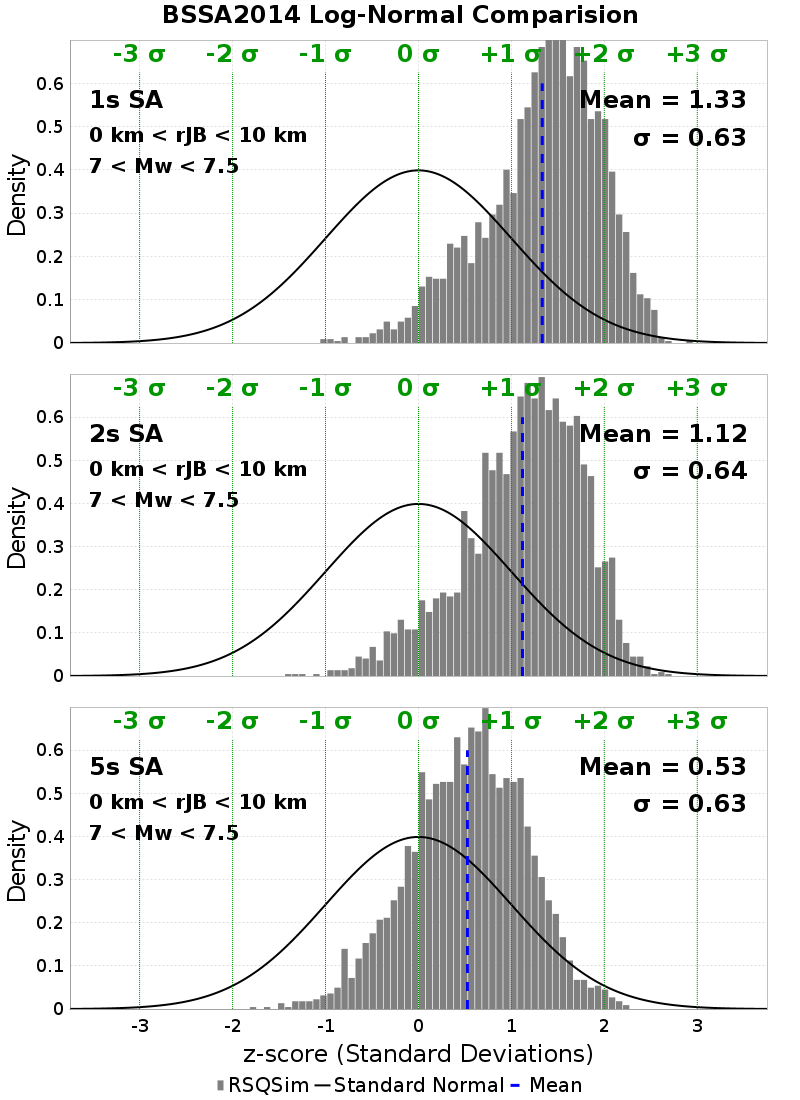 BSSA2014 Log-Normal Comparision
-3 σ -2 σ -1 σ 0 σ +1 σ +2 σ +3 σ
0.6
1s SA Mean = 1.33
0.5
0 km < rJB < 10 km σ = 0.63
7 < Mw < 7.5
0.4
Density
0.3
0.2
0.1
0
-3 σ -2 σ -1 σ 0 σ +1 σ +2 σ +3 σ
0.6
2s SA Mean = 1.12
0.5
0 km < rJB < 10 km σ = 0.64
7 < Mw < 7.5
0.4
Density
0.3
0.2
0.1
0
-3 σ -2 σ -1 σ 0 σ +1 σ +2 σ +3 σ
0.6
5s SA Mean = 0.53
0.5
0 km < rJB < 10 km σ = 0.63
7 < Mw < 7.5
0.4
Density
0.3
0.2
0.1
0
-3 -2 -1 0 1 2 3
z-score (Standard Deviations)
RSQSim Standard Normal Mean